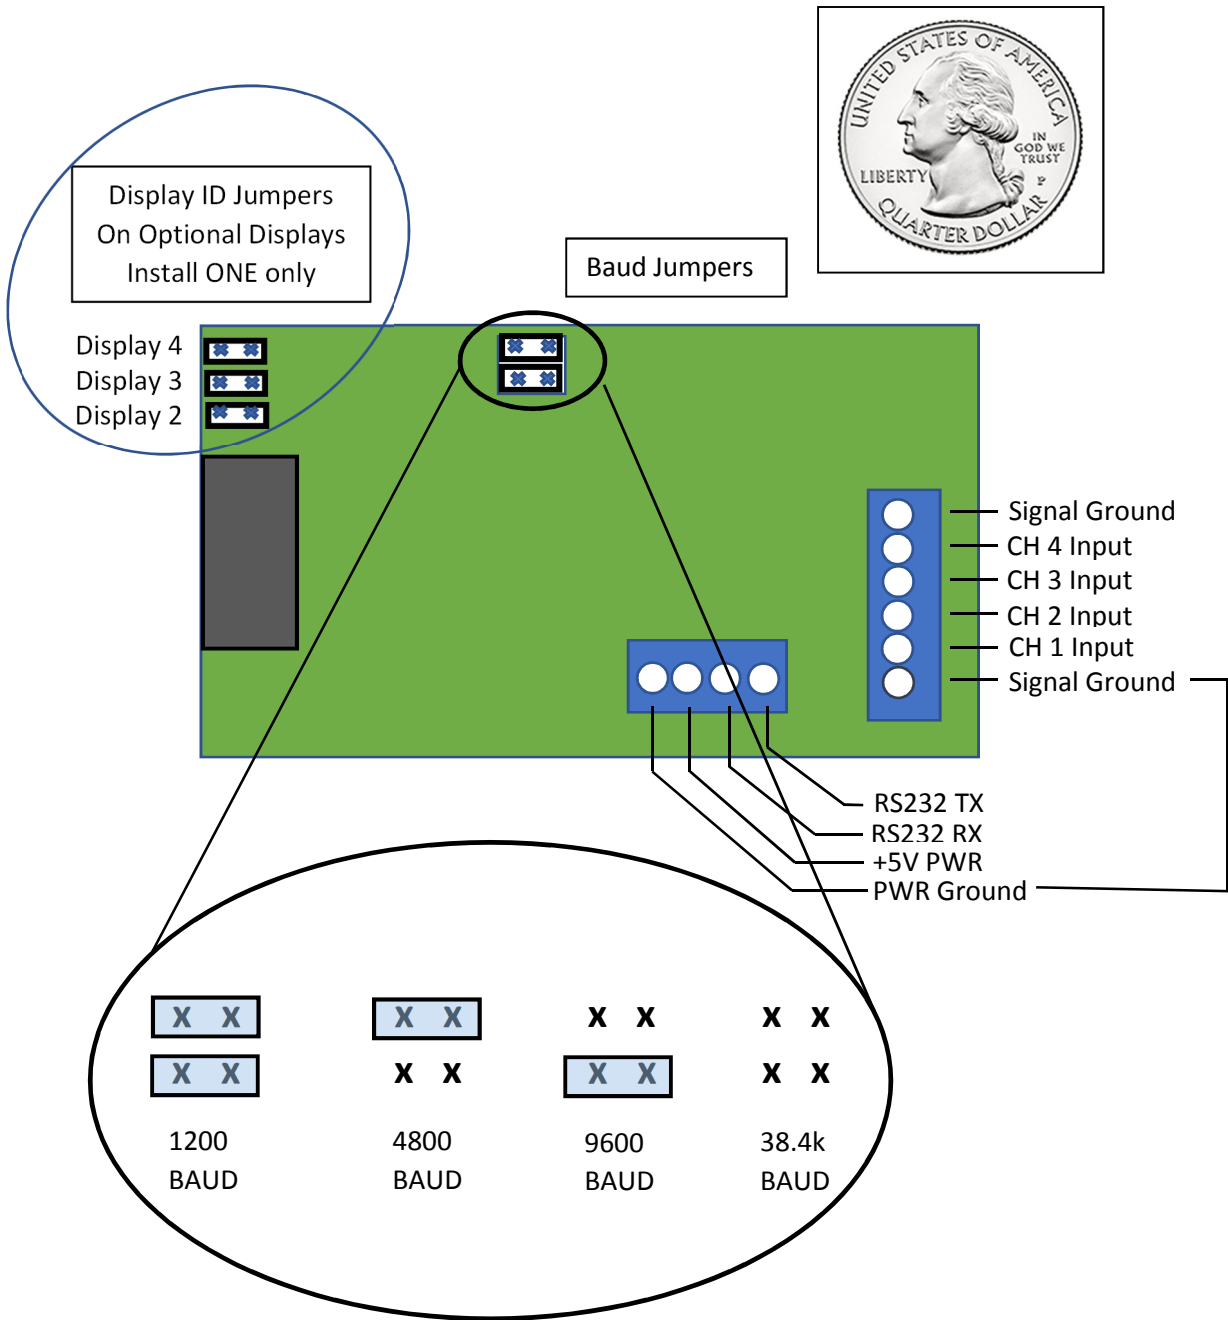 UNITED STATES OF AMERICA
IN
GOD WE
TRUST
LIBERTY
P
QUARTER DOLLAR
Display ID Jumpers
On Optional Displays
Install ONE only
Baud Jumpers
Display 4
Display 3
Display 2
Signal Ground
CH 4 Input
CH 3 Input
CH 2 Input
CH 1 Input
Signal Ground
RS232 TX
RS232 RX
+5V PWR
PWR Ground
X X X X X X X X
X X X X X X X X
1200 4800 9600 38.4k
BAUD BAUD BAUD BAUD